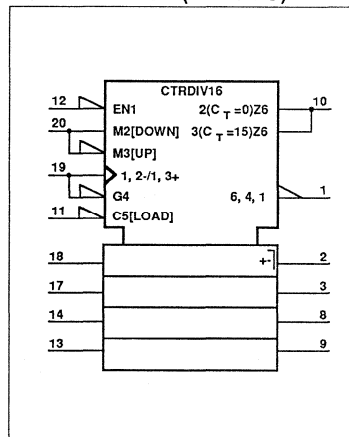 CTRDIV16
12 EN1 2(CT=0)Z6 10
20 M2[DOWN] 3(CT=15)Z6
M3[UP]
19 1, 2-/1, 3+
G4 6, 4, 1 1
11 C5[LOAD]
18 +- 2
17 3
14 8
13 9